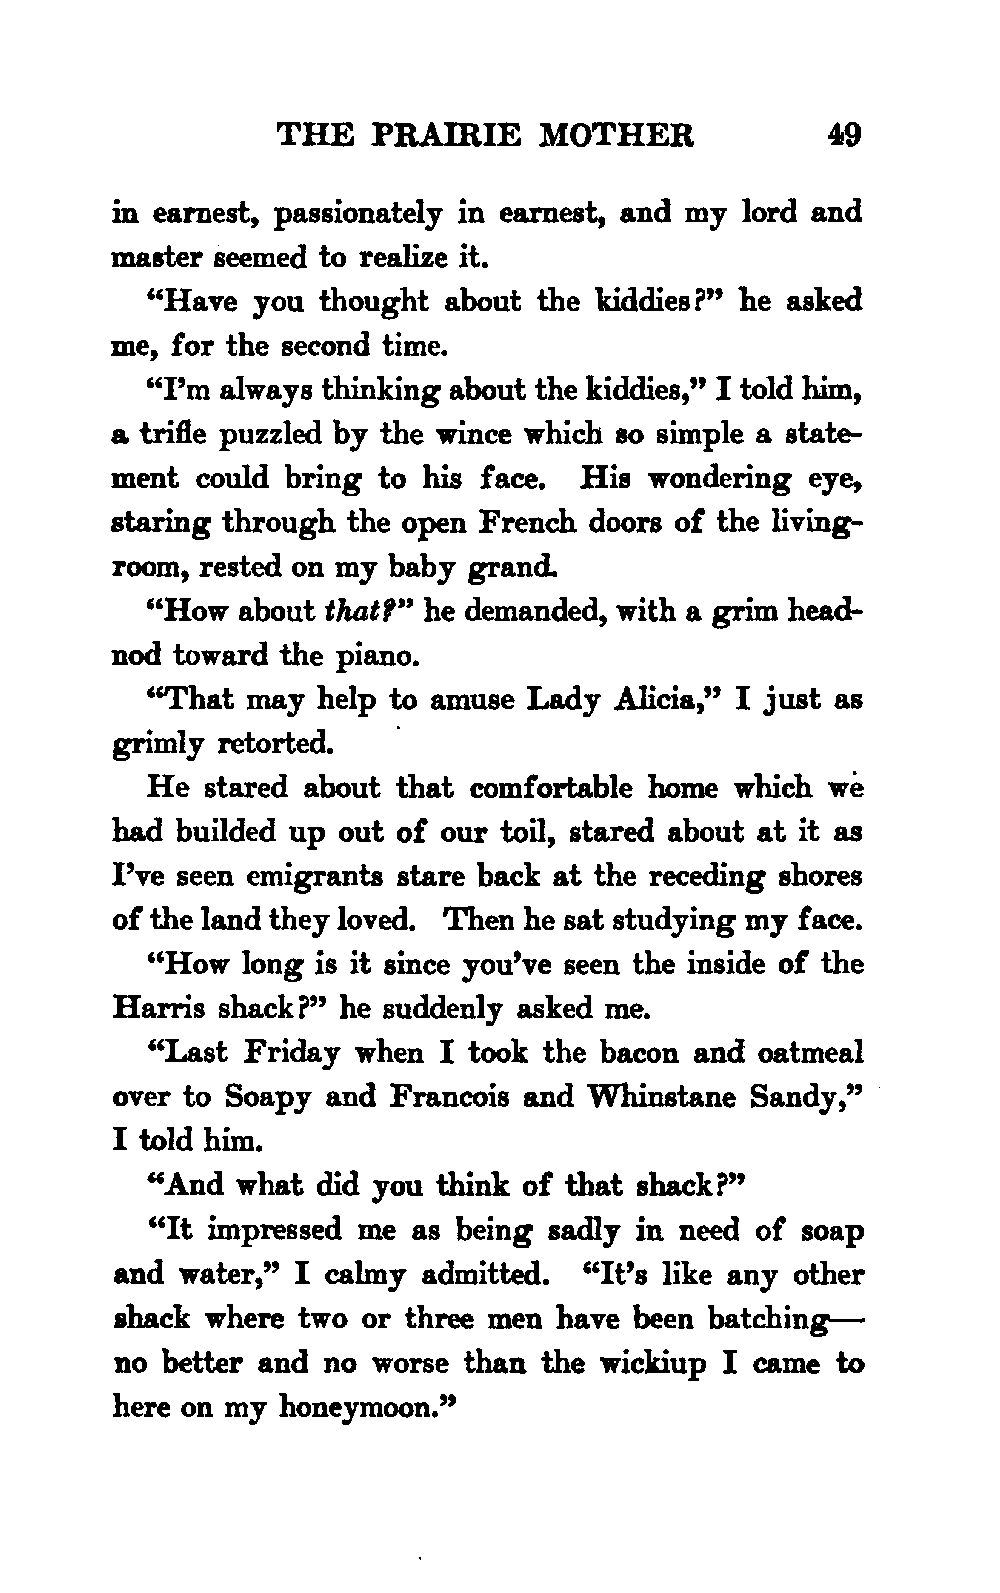 THE PRAIRIE MOTHER 49
in earnest, passionately in earnest, and my lord and
master seemed to realize it.
“Have you thought about the kiddies?” he asked
me, for the second time.
“I’m always thinking about the kiddies,” I told him,
a trifle puzzled by the wince which so simple a state-
ment could bring to his face. His wondering eye,
staring through the open French doors of the living-
room, rested on my baby grand.
“How about that?” he demanded, with a grim head-
nod toward the piano.
“That may help to amuse Lady Alicia,” I just as
grimly retorted.
He stared about that comfortable home which we
had builded up out of our toil, stared about at it as
I’ve seen emigrants stare back at the receding shores
of the land they loved. Then he sat studying my face.
“How long is it since you’ve seen the inside of the
Harris shack?” he suddenly asked me.
“Last Friday when I took the bacon and oatmeal
over to Soapy and Francois and Whinstane Sandy,”
I told him.
“And what did you think of that shack?”
“It impressed me as being sadly in need of soap
and water,” I calmy admitted. “It’s like any other
shack where two or three men have been batching—
no better and no worse than the wickiup I came to
here on my honeymoon.”